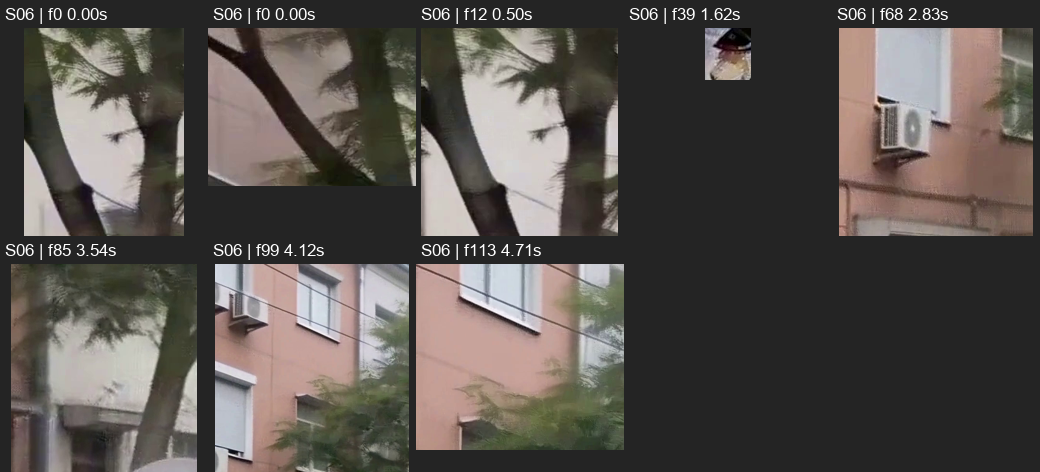 S06 | f0 0.00s
S06 | f0 0.00s
S06 | f12 0.50s
S06 | f39 1.62s
S06 | f68 2.83s
S06 | f85 3.54s
S06 | f99 4.12s
S06 | f113 4.71s